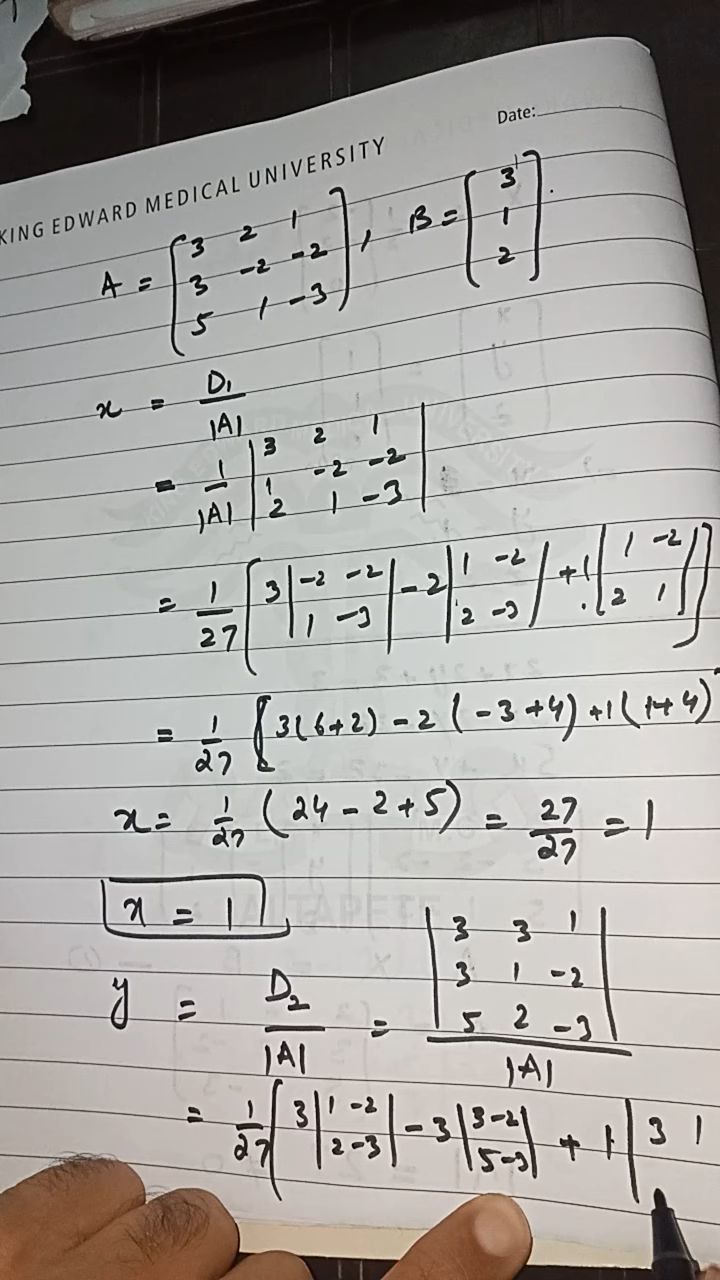 Date:
KING EDWARD MEDICAL UNIVERSITY
A = [3 2 1
3 -2 -2
5 1 -3], B = [3
1
2].
x = D₁/|A|
= 1/|A| |3 2 1
1 -2 -2
2 1 -3|
= 1/27 [3|-2 -2
1 -3| -2|1 -2
2 -3| +1|1 -2
2 1|]
= 1/27 [3(6+2) -2(-3+4) +1(1+4)
x = 1/27 (24-2+5) = 27/27 = 1
x = 1
y = D₂/|A| = |3 3 1
3 1 -2
5 2 -3|/|A|
= 1/27 [3|1 -2
2 -3| -3|3 -2
5 -3| + 1|3 1